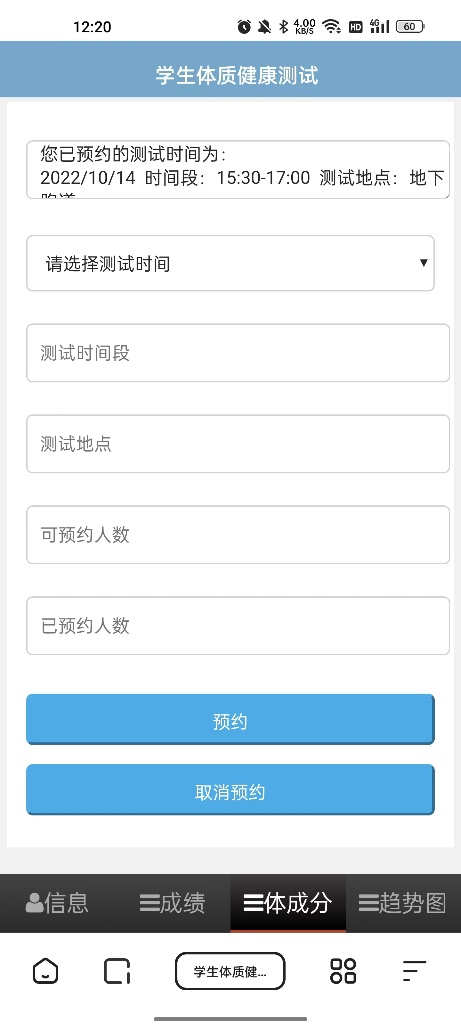 12:20
4.00
KB/S
HD
4G
60
学生体质健康测试
您已预约的测试时间为：
2022/10/14 时间段：15:30-17:00 测试地点：地下
请选择测试时间
测试时间段
测试地点
可预约人数
已预约人数
预约
取消预约
信息
成绩
体成分
趋势图
学生体质健...